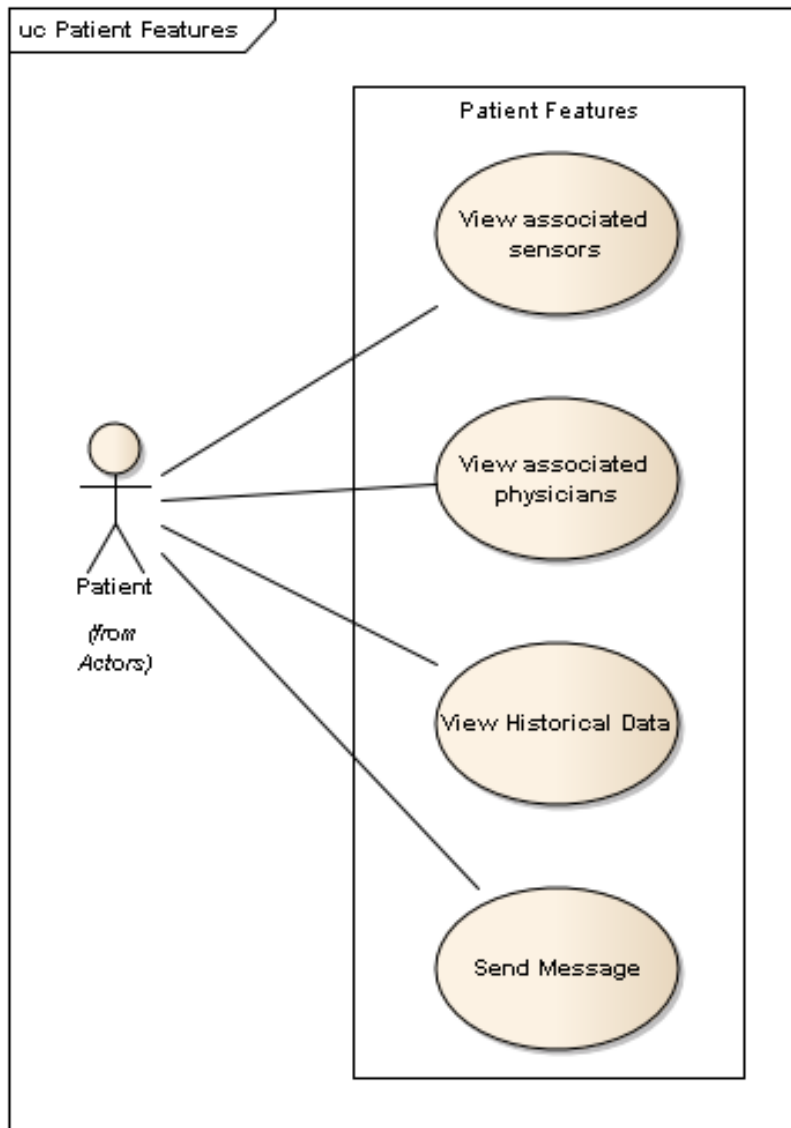 uc Patient Features
Patient Features
View associated
sensors
View associated
physicians
Patient
(from
Actors)
View Historical Data
Send Message